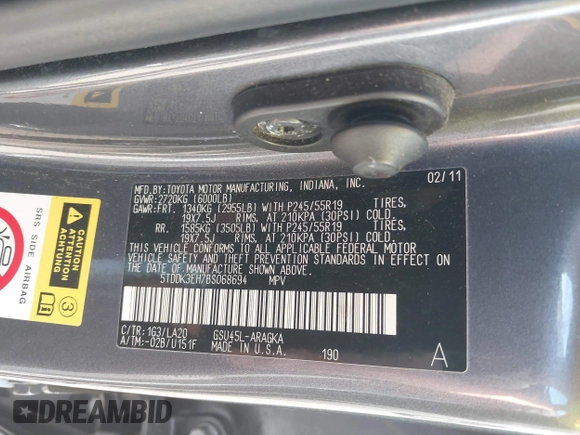 MFD.BY:TOYOTA MOTOR MANUFACTURING, INDIANA, INC. 02/11
GVWR:2720KG (6000LB)
GAWR:FRT. 1340KG (2955LB) WITH P245/55R19 TIRES,
19X7.5J RIMS, AT 210KPA (30PSI) COLD.
RR: 1585KG (3505LB) WITH P245/55R19 TIRES,
19X7.5J RIMS, AT 210KPA (30PSI) COLD.
THIS VEHICLE CONFORMS TO ALL APPLICABLE FEDERAL MOTOR
VEHICLE SAFETY AND THEFT PREVENTION STANDARDS IN EFFECT ON
THE DATE OF MANUFACTURE SHOWN ABOVE.
5TDDK3EH7BS068694 MPV
C/TR:1G3/LA20 GSU45L-ARAGKA
A/TM:-02B/U151F MADE IN U.S.A. 190 A
SRS SIDE AIRBAG
ATTENTION
ACHTUNG
3
DREAMBID